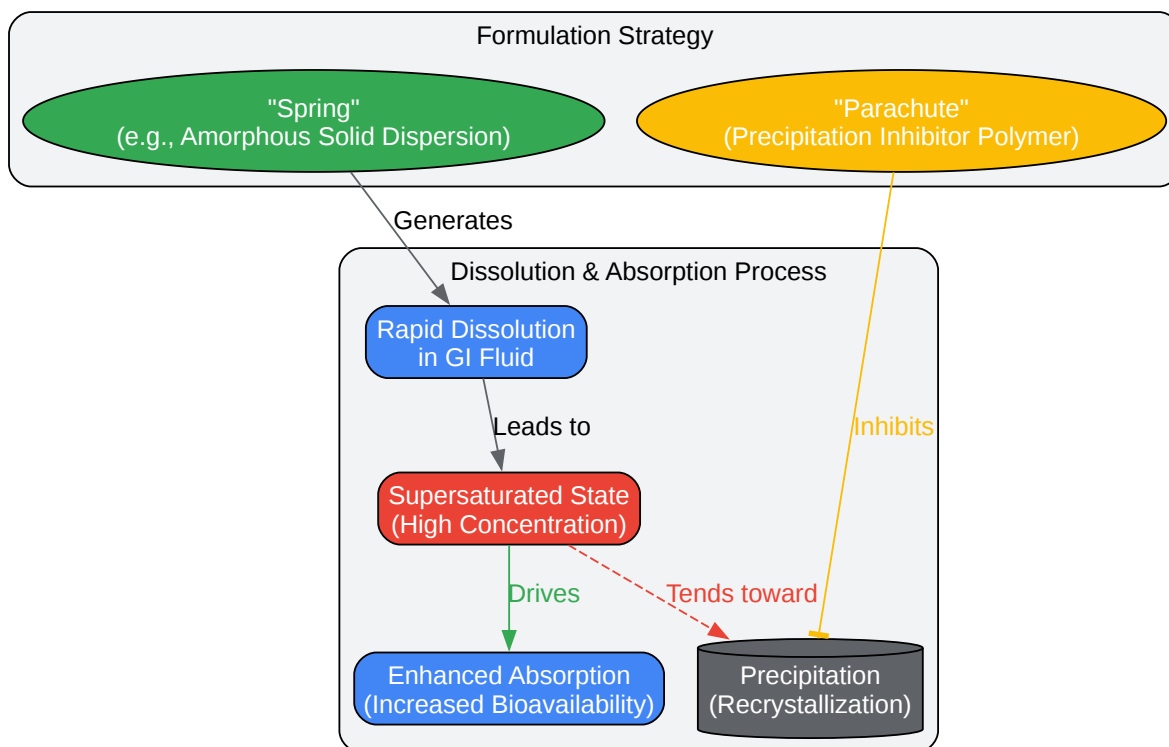 Formulation Strategy
"Spring"
(e.g., Amorphous Solid Dispersion)
"Parachute"
(Precipitation Inhibitor Polymer)
Generates
Dissolution & Absorption Process
Rapid Dissolution
in GI Fluid
Leads to
Inhibits
Supersaturated State
(High Concentration)
Drives
Tends toward
Enhanced Absorption
(Increased Bioavailability)
Precipitation
(Recrystallization)